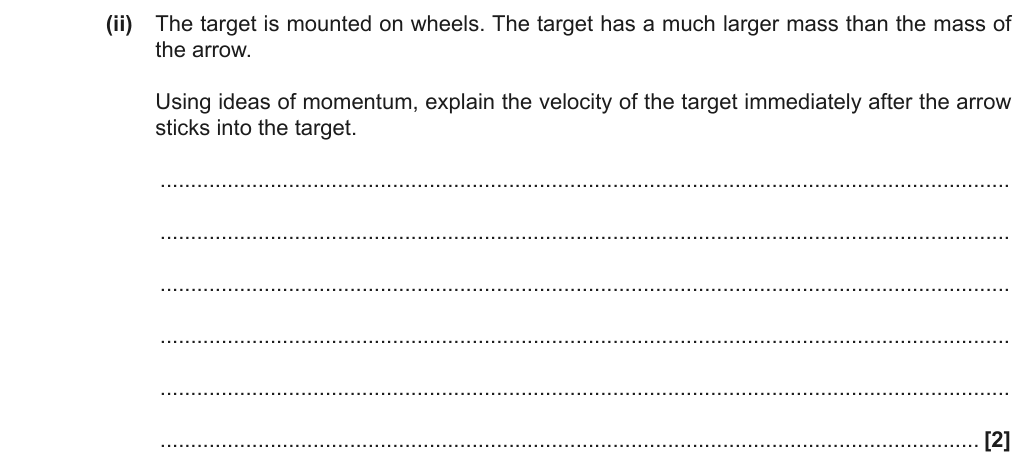 (ii) The target is mounted on wheels. The target has a much larger mass than the mass of
the arrow.
Using ideas of momentum, explain the velocity of the target immediately after the arrow
sticks into the target.
[2]